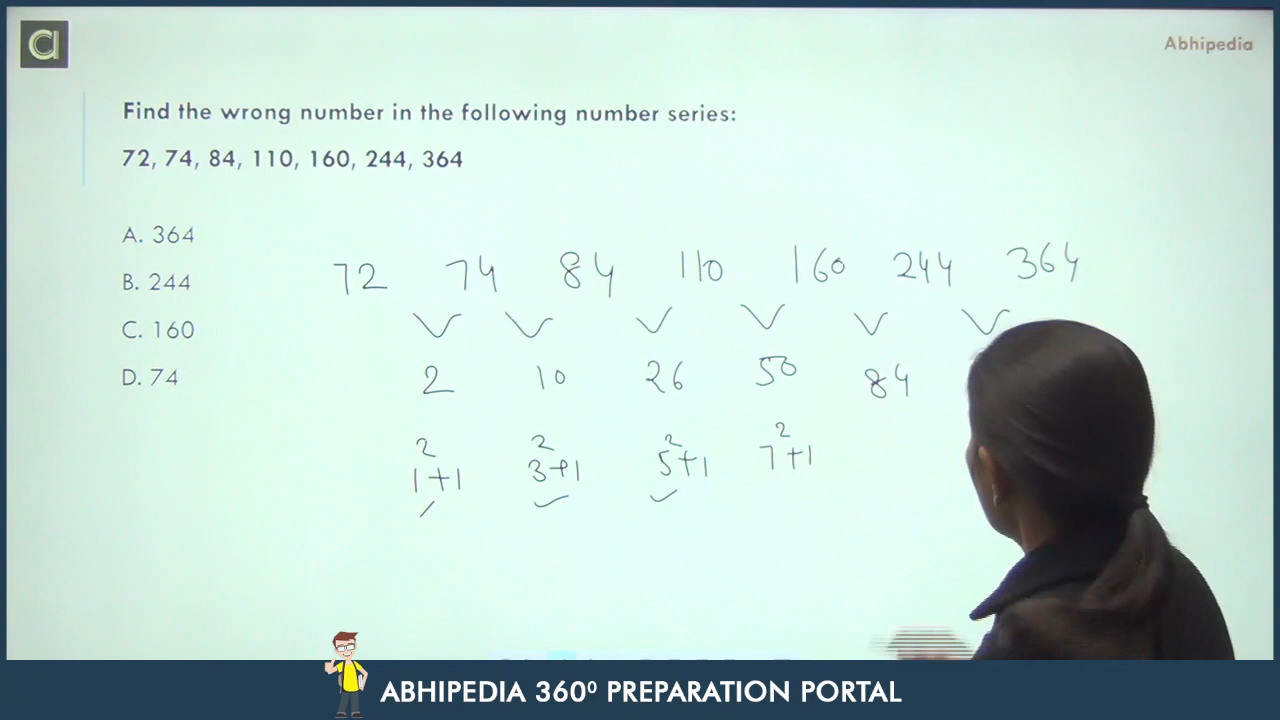 Abhipedia
Find the wrong number in the following number series:
72, 74, 84, 110, 160, 244, 364
A. 364
B. 244
C. 160
D. 74
72 74 84 110 160 244 364
2 10 26 50 84
1²+1 3²+1 5²+1 7²+1
ABHIPEDIA 360⁰ PREPARATION PORTAL